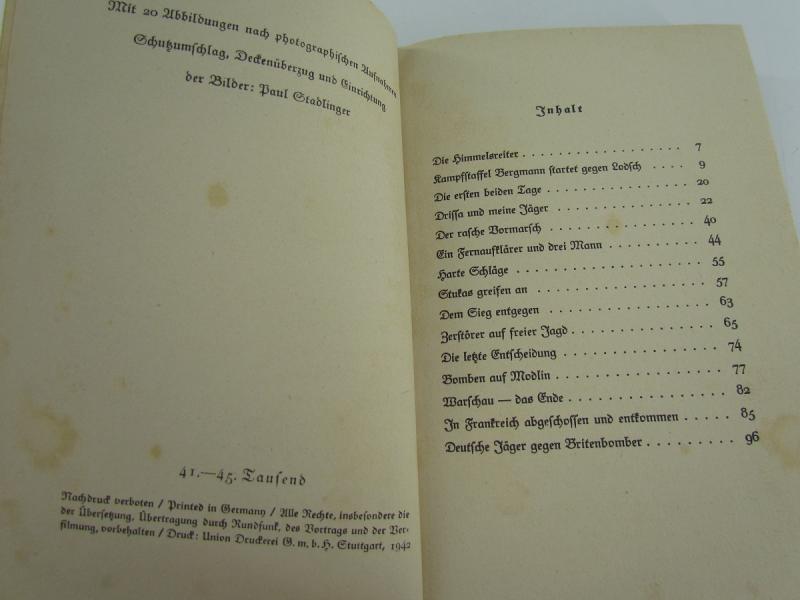 Mit 20 Abbildungen nach photographischen Aufnahmen
Schutzumschlag, Deckenüberzug und Einrichtung
der Bilder: Paul Stadlinger
41.—45. Tausend
Nachdruck verboten / Printed in Germany / Alle Rechte, insbesondere die
der Übersetzung, Übertragung durch Rundfunk, des Vortrags und der Ver-
filmung, vorbehalten / Druck: Union Druckerei G. m. b. H. Stuttgart, 1942
Inhalt
Die Himmelsreiter . . . . . . . . . . . . . . . . . 7
Kampfstaffel Bergmann startet gegen Lodsch . . . . 9
Die ersten beiden Tage . . . . . . . . . . . . . . . 20
Drissa und meine Jäger . . . . . . . . . . . . . . 22
Der rasche Vormarsch . . . . . . . . . . . . . . . 40
Ein Fernaufklärer und drei Mann . . . . . . . . . 44
Harte Schläge . . . . . . . . . . . . . . . . . . 55
Stukas greifen an . . . . . . . . . . . . . . . . 57
Dem Sieg entgegen . . . . . . . . . . . . . . . . 63
Zerstörer auf freier Jagd . . . . . . . . . . . . . 65
Die letzte Entscheidung . . . . . . . . . . . . . . 74
Bomben auf Modlin . . . . . . . . . . . . . . . 77
Warschau — das Ende . . . . . . . . . . . . . . 82
In Frankreich abgeschossen und entkommen . . . . . 85
Deutsche Jäger gegen Britenbomber . . . . . . . . . 96